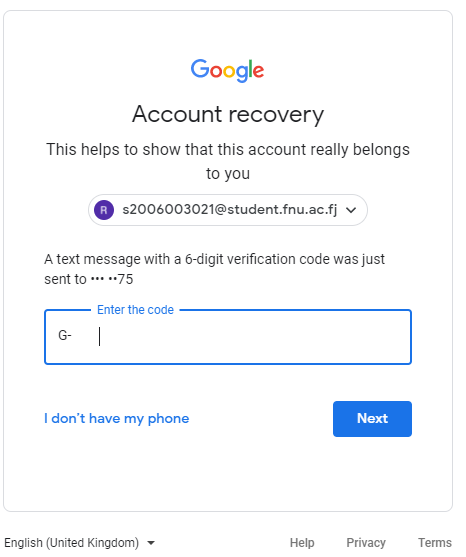 Google
Account recovery
This helps to show that this account really belongs
to you
R s2006003021@student.fnu.ac.fj
A text message with a 6-digit verification code was just
sent to ••• ••75
Enter the code
G-
I don't have my phone
Next
English (United Kingdom)
Help
Privacy
Terms